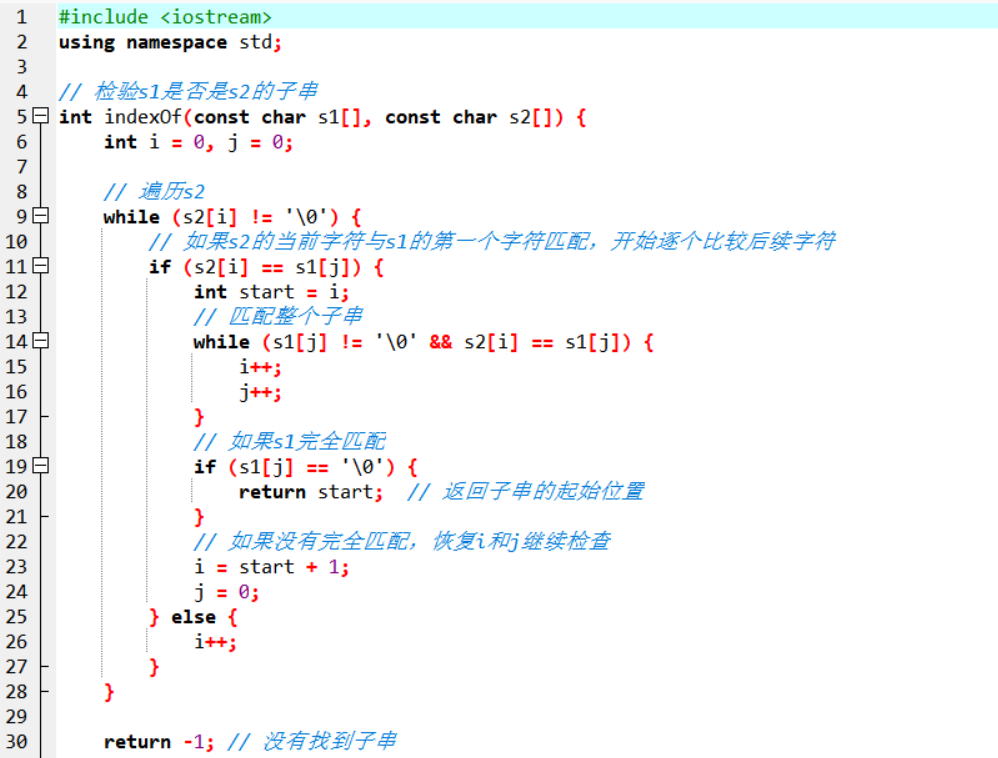 1 #include <iostream>
2 using namespace std;
3
4 // 检验s1是否是s2的子串
5 int indexOf(const char s1[], const char s2[]) {
6     int i = 0, j = 0;
7
8     // 遍历s2
9     while (s2[i] != '\0') {
10         // 如果s2的当前字符与s1的第一个字符匹配，开始逐个比较后续字符
11         if (s2[i] == s1[j]) {
12             int start = i;
13             // 匹配整个子串
14             while (s1[j] != '\0' && s2[i] == s1[j]) {
15                 i++;
16                 j++;
17             }
18             // 如果s1完全匹配
19             if (s1[j] == '\0') {
20                 return start;  // 返回子串的起始位置
21             }
22             // 如果没有完全匹配，恢复i和j继续检查
23             i = start + 1;
24             j = 0;
25         } else {
26             i++;
27         }
28     }
29
30     return -1; // 没有找到子串